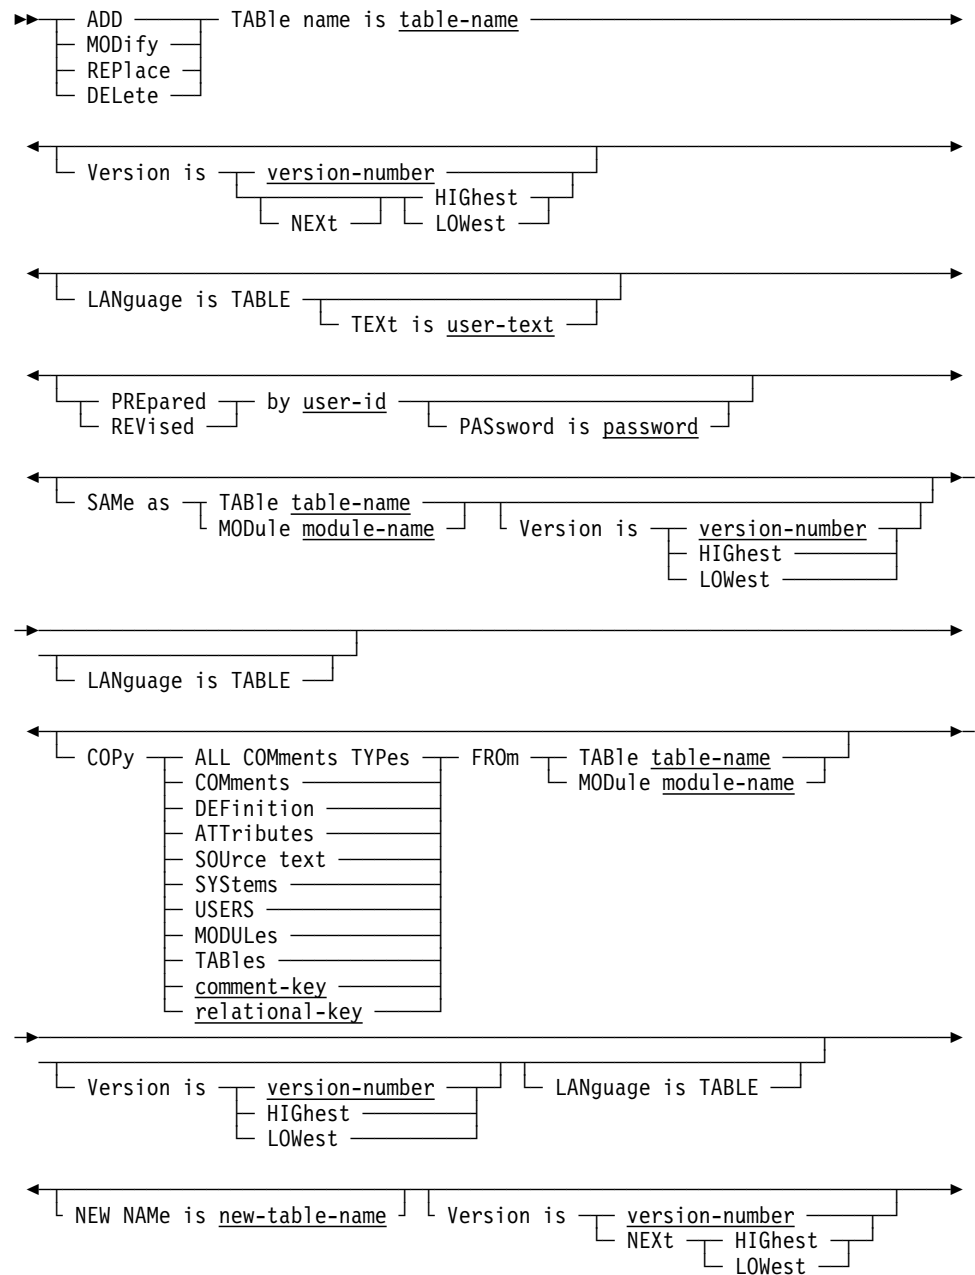 ADD TABle name is table-name
MODify
REPlace
DELete
Version is version-number
NEXt HIGhest
LOWest
LANguage is TABLE
TEXt is user-text
PREpared by user-id
REVised PASsword is password
SAMe as TABle table-name
MODule module-name Version is version-number
HIGhest
LOWest
LANguage is TABLE
COPy ALL COMments TYPes FROm TABle table-name
COMments MODule module-name
DEFinition
ATTributes
SOUrce text
SYStems
USERS
MODULes
TABles
comment-key
relational-key
Version is version-number LANguage is TABLE
HIGhest
LOWest
NEW NAMe is new-table-name Version is version-number
NEXt HIGhest
LOWest